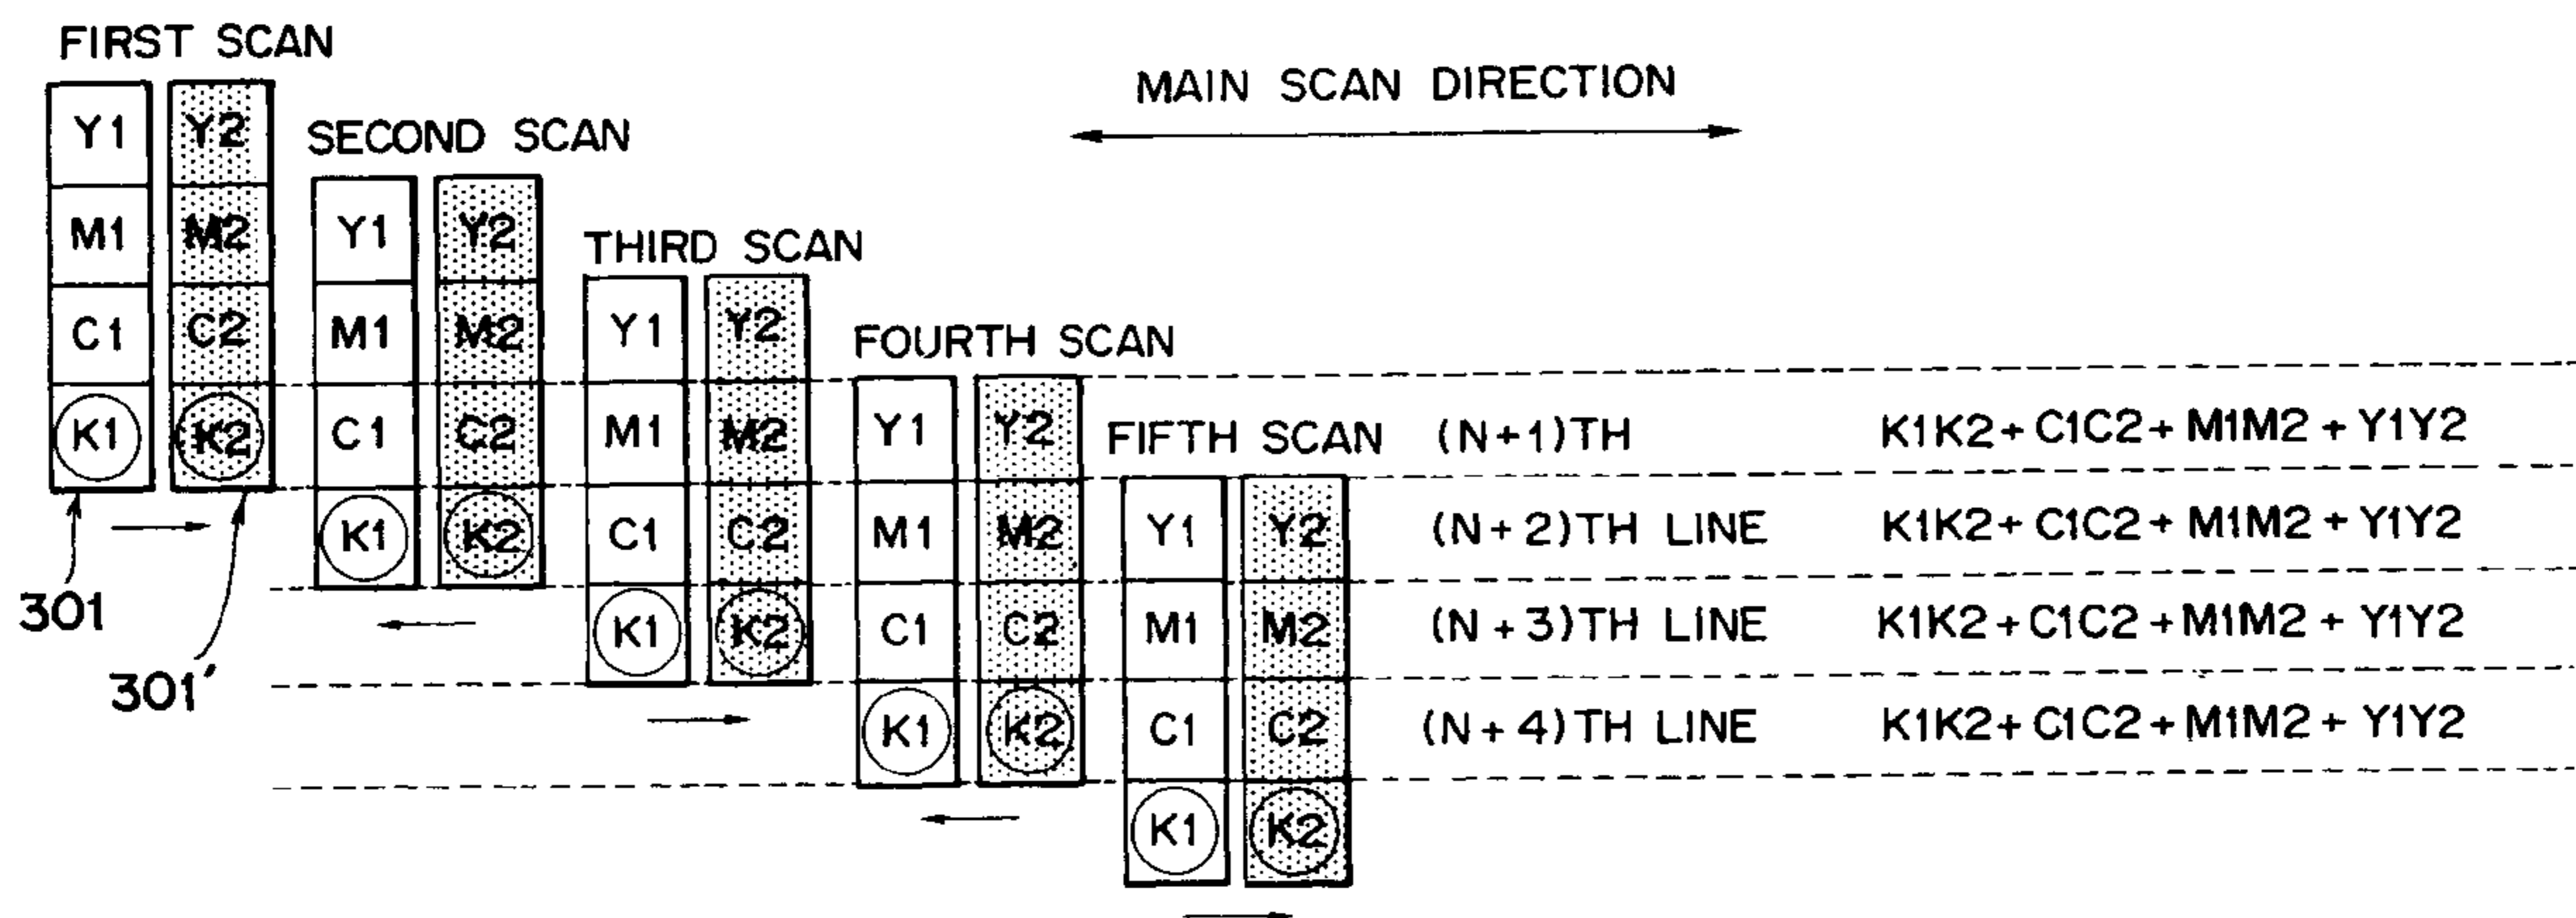 FIRST SCAN
Y1 Y2
M1 M2
C1 C2
K1 K2
301
301'
SECOND SCAN
Y1 Y2
M1 M2
C1 C2
K1 K2
THIRD SCAN
Y1 Y2
M1 M2
C1 C2
K1 K2
FOURTH SCAN
Y1 Y2
M1 M2
C1 C2
K1 K2
FIFTH SCAN
Y1 Y2
M1 M2
C1 C2
K1 K2
MAIN SCAN DIRECTION
(N+1)TH K1K2+C1C2+M1M2+Y1Y2
(N+2)TH LINE K1K2+C1C2+M1M2+Y1Y2
(N+3)TH LINE K1K2+C1C2+M1M2+Y1Y2
(N+4)TH LINE K1K2+C1C2+M1M2+Y1Y2